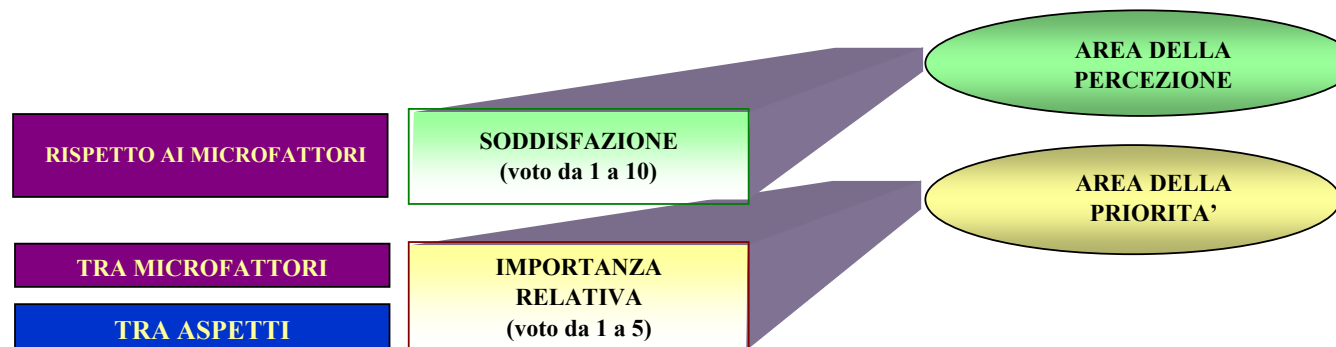 AREA DELLA
PERCEZIONE
RISPETTO AI MICROFATTORI
SODDISFAZIONE
(voto da 1 a 10)
AREA DELLA
PRIORITA’
TRA MICROFATTORI
TRA ASPETTI
IMPORTANZA
RELATIVA
(voto da 1 a 5)